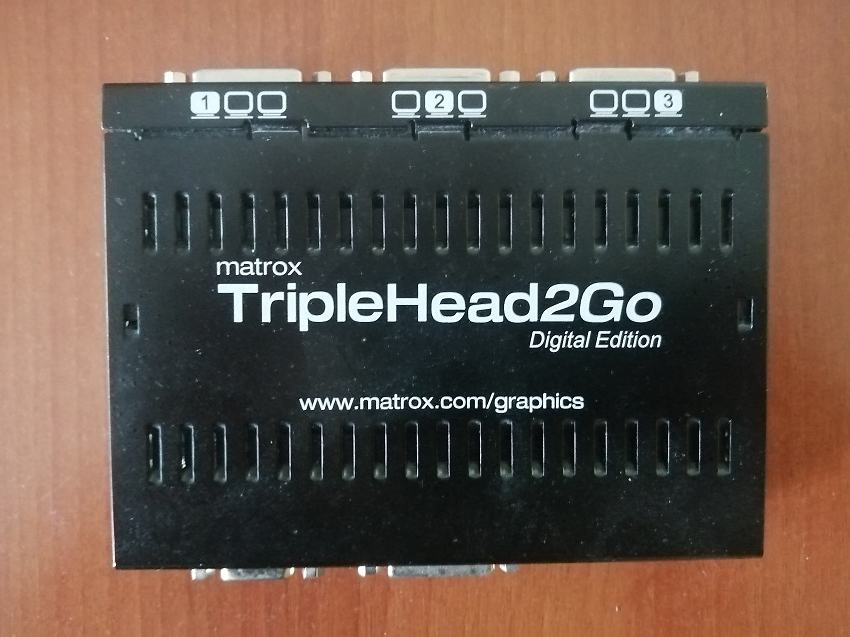 1 2 3
matrox
TripleHead2Go
Digital Edition
www.matrox.com/graphics